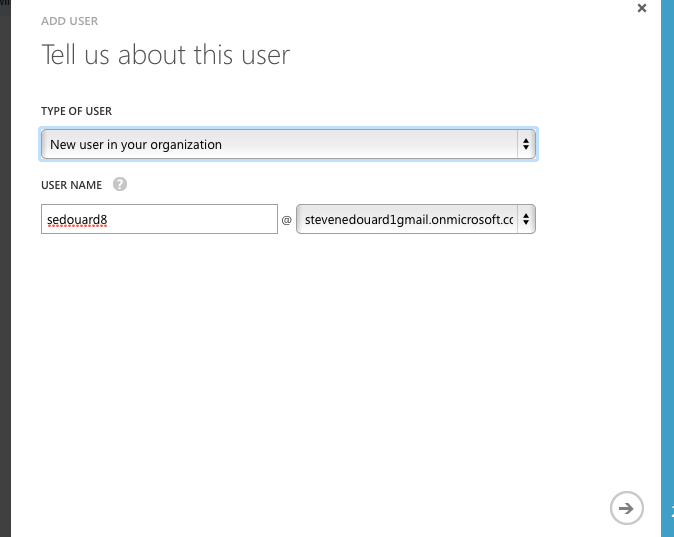 ADD USER
Tell us about this user
TYPE OF USER
New user in your organization
USER NAME ?
sedouard8 @ stevenedouard1gmail.onmicrosoft.cc